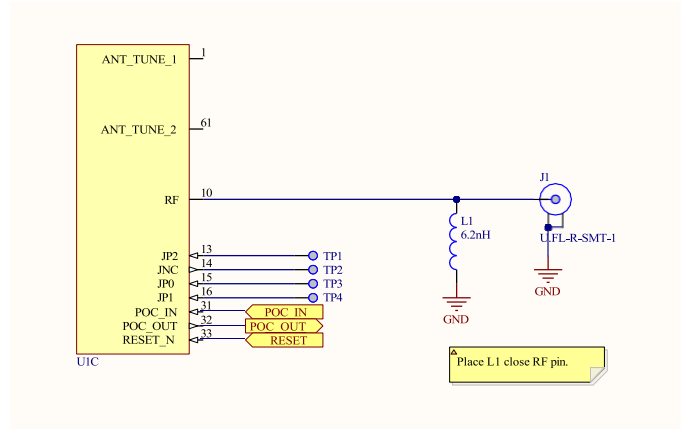 ANT_TUNE_1 1
ANT_TUNE_2 61
RF 10
J1
L1
6.2nH
U.FL-R-SMT-1
JP2 13 TP1
JNC 14 TP2
JP0 15 TP3
JP1 16 TP4
POC_IN 31 POC_IN
POC_OUT 32 POC_OUT
RESET_N 33 RESET
GND
GND
U1C
Place L1 close RF pin.